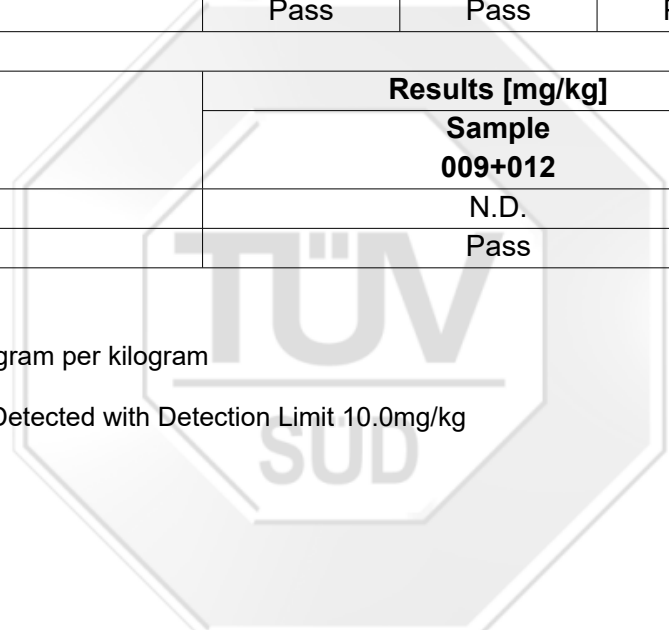 Pass Pass
Results [mg/kg]
Sample
009+012
N.D.
Pass
TÜV
gram per kilogram
Detected with Detection Limit 10.0mg/kg
SÜD